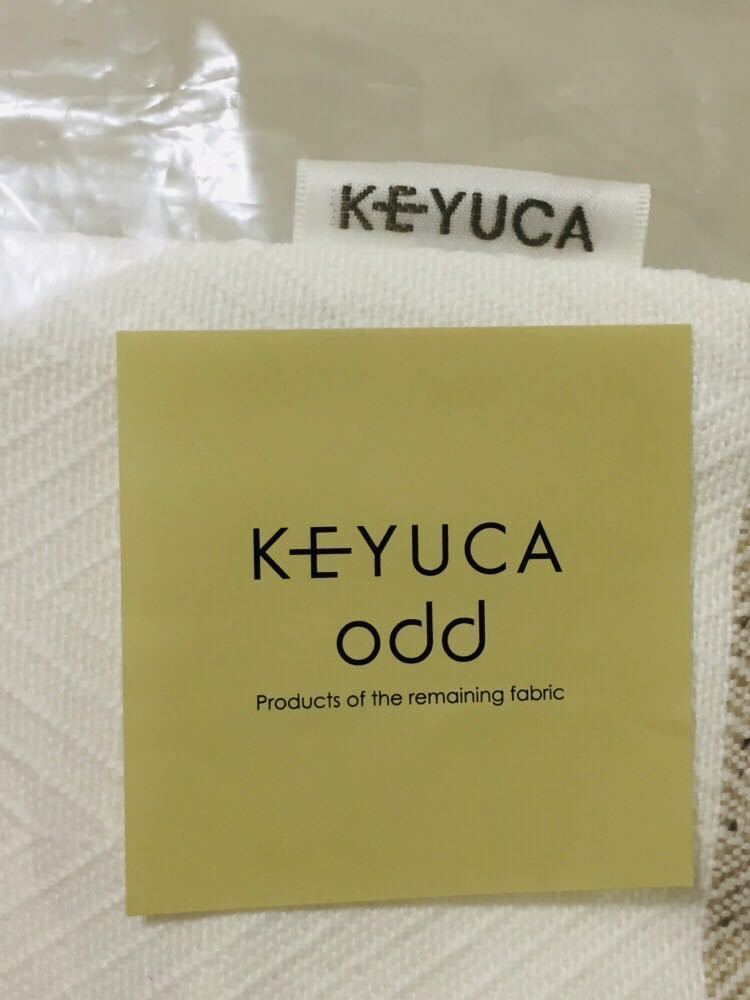 KEYUCA
KEYUCA
odd
Products of the remaining fabric